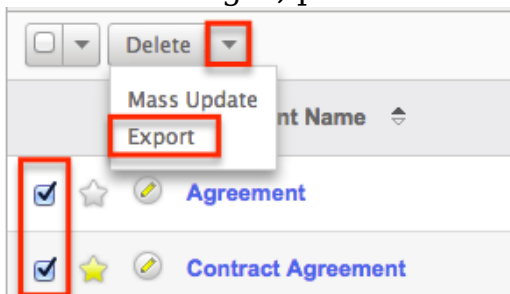 Delete
Mass Update
nt Name
Export
Agreement
Contract Agreement